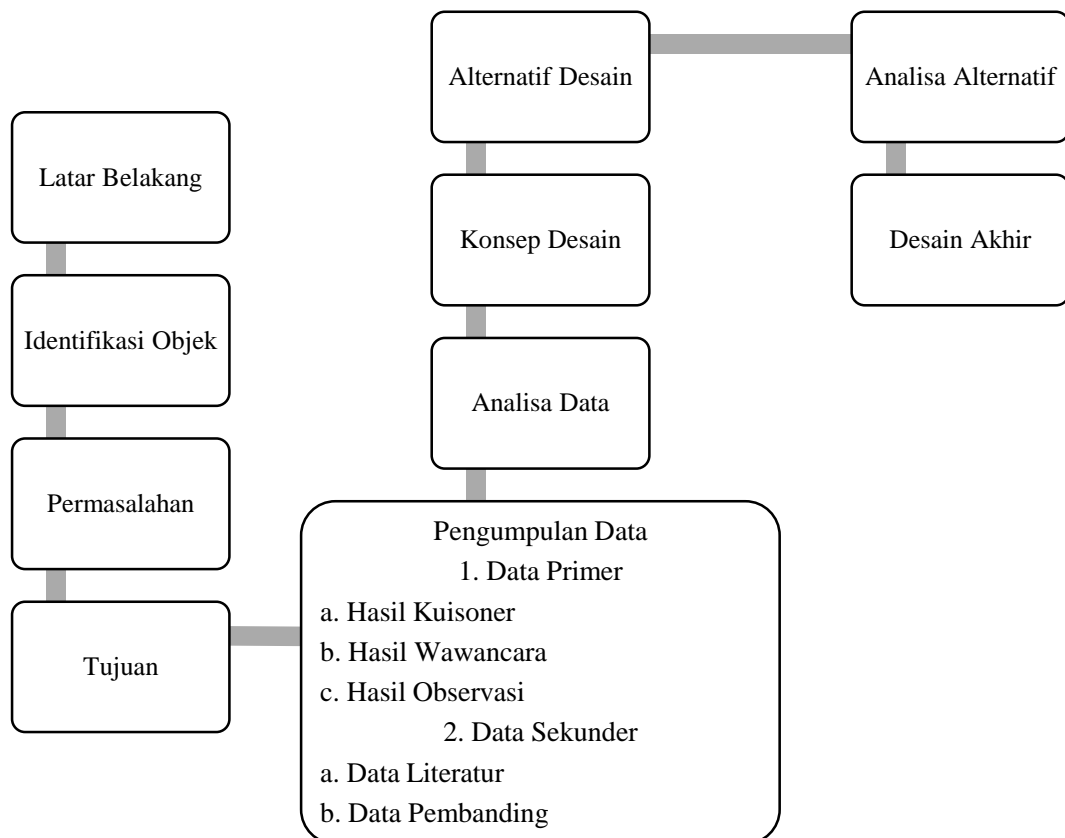 Latar Belakang
Identifikasi Objek
Permasalahan
Tujuan
Pengumpulan Data
1. Data Primer
a. Hasil Kuisoner
b. Hasil Wawancara
c. Hasil Observasi
2. Data Sekunder
a. Data Literatur
b. Data Pembanding
Analisa Data
Konsep Desain
Alternatif Desain
Analisa Alternatif
Desain Akhir